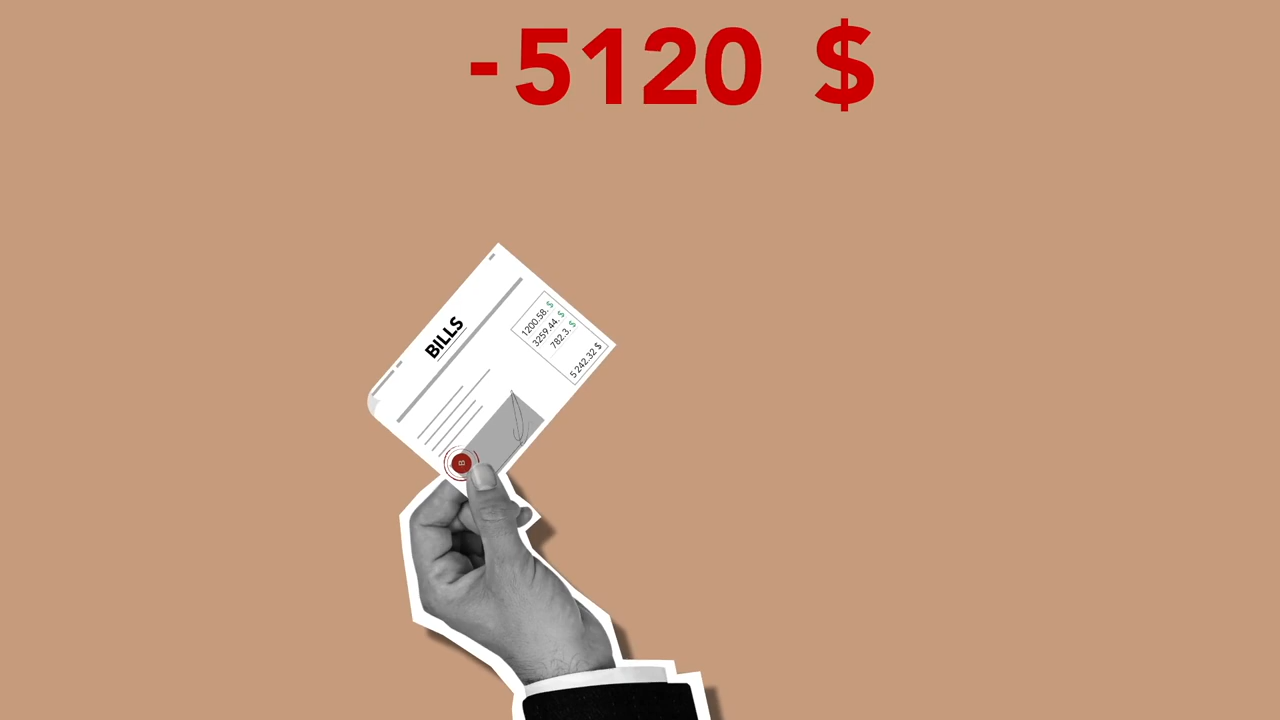 -5120 $
BILLS
1200.58. $
3259.44. $
782.3. $
5 242.32 $
B